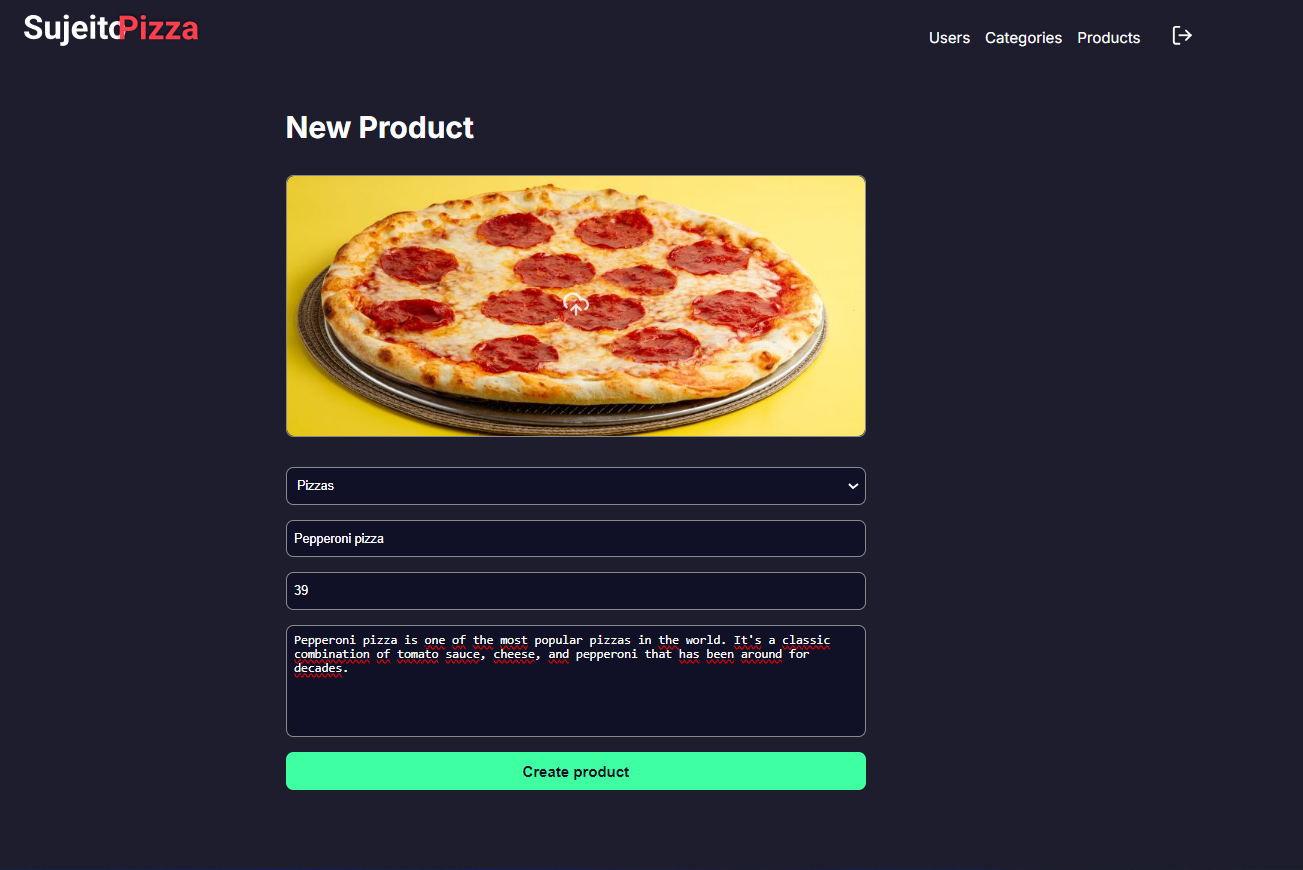 SujeitoPizza
Users Categories Products
New Product
Pizzas
Pepperoni pizza
39
Pepperoni pizza is one of the most popular pizzas in the world. It's a classic
combination of tomato sauce, cheese, and pepperoni that has been around for
decades.
Create product